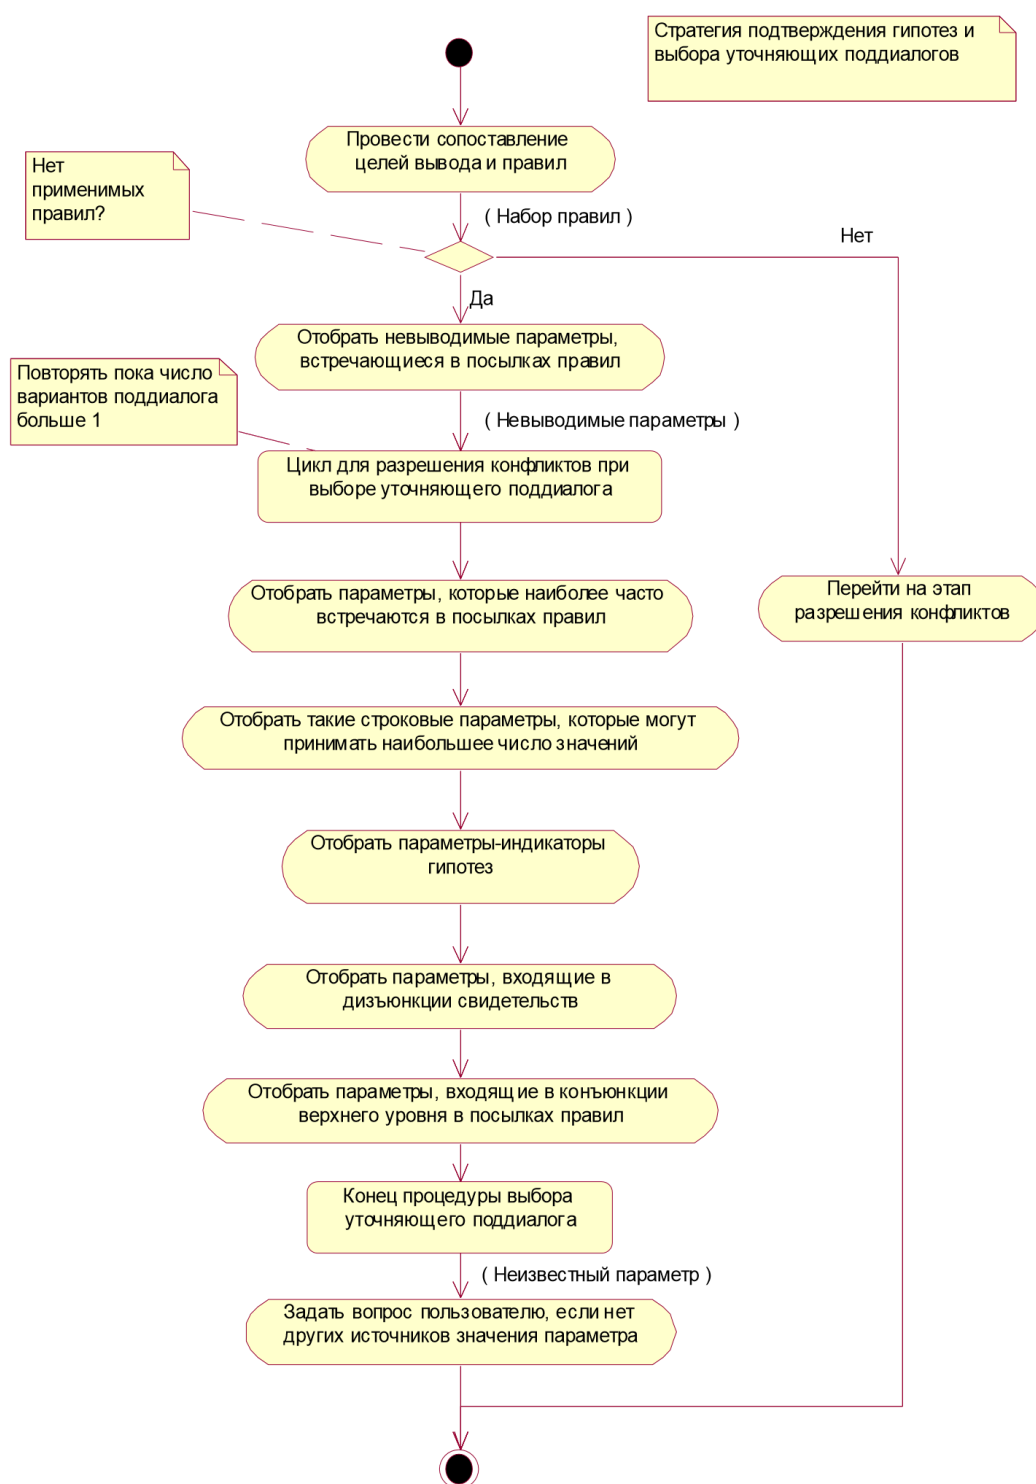 Стратегия подтверждения гипотез и
выбора уточняющих поддиалогов
Провести сопоставление
целей вывода и правил
Нет
применимых
правил?
( Набор правил )
Нет
Да
Отобрать невыводимые параметры,
встречающиеся в посылках правил
Повторять пока число
вариантов поддиалога
больше 1
( Невыводимые параметры )
Цикл для разрешения конфликтов при
выборе уточняющего поддиалога
Отобрать параметры, которые наиболее часто
встречаются в посылках правил
Перейти на этап
разрешения конфликтов
Отобрать такие строковые параметры, которые могут
принимать наибольшее число значений
Отобрать параметры-индикаторы
гипотез
Отобрать параметры, входящие в
дизъюнкции свидетельств
Отобрать параметры, входящие в конъюнкции
верхнего уровня в посылках правил
Конец процедуры выбора
уточняющего поддиалога
( Неизвестный параметр )
Задать вопрос пользователю, если нет
других источников значения параметра